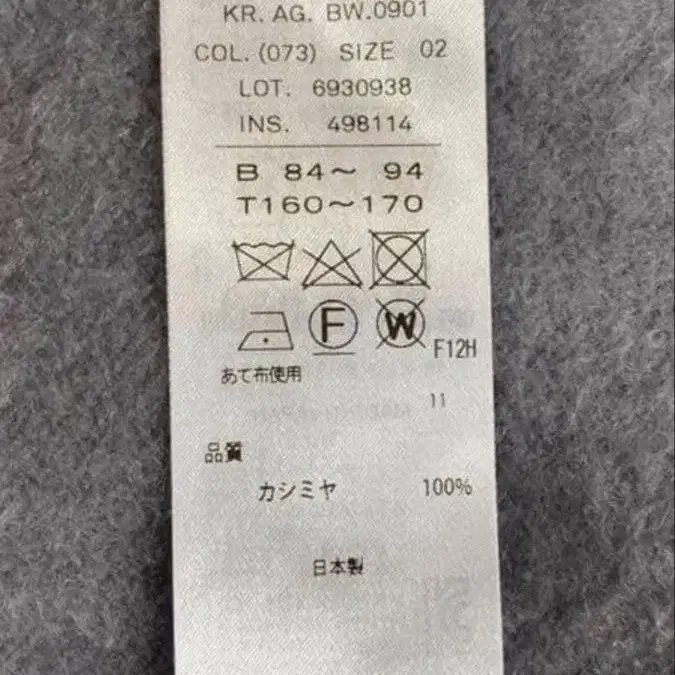 KR. AG. BW.0901
COL. (073) SIZE 02
LOT. 6930938
INS. 498114
B 84～ 94
T160～170
F W F12H
あて布使用
11
品質
カシミヤ 100%
日本製